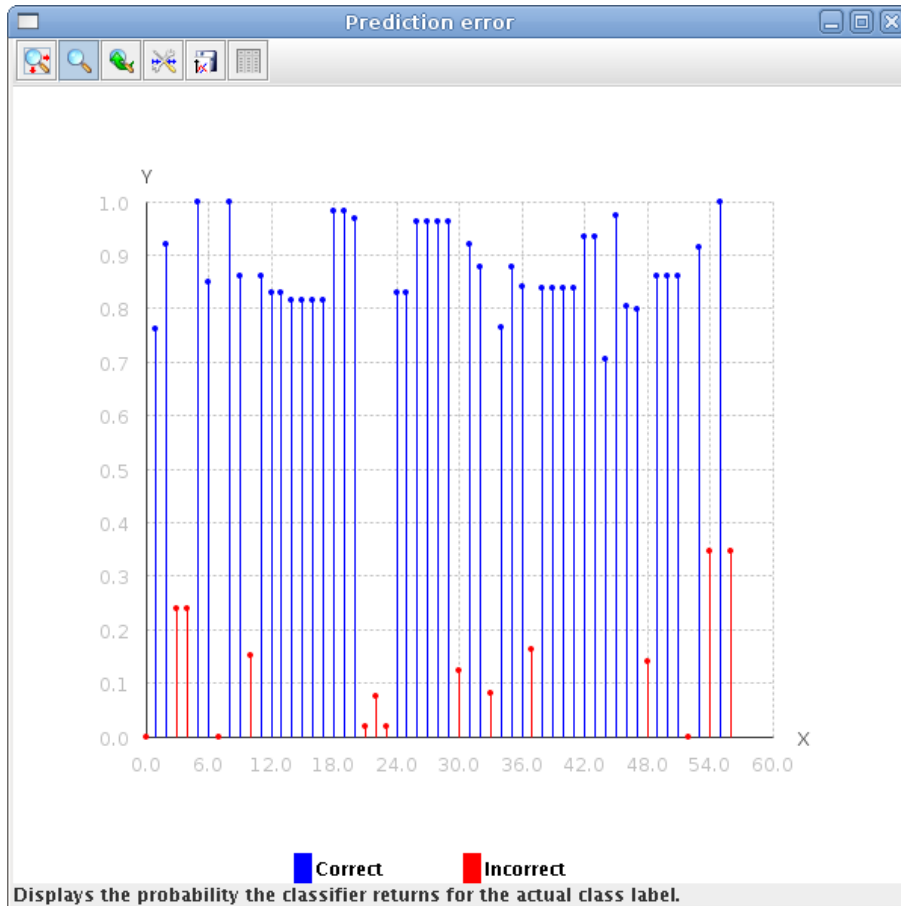 Prediction error
Y
1.0
0.9
0.8
0.7
0.6
0.5
0.4
0.3
0.2
0.1
0.0
X
0.0 6.0 12.0 18.0 24.0 30.0 36.0 42.0 48.0 54.0 60.0
Correct Incorrect
Displays the probability the classifier returns for the actual class label.